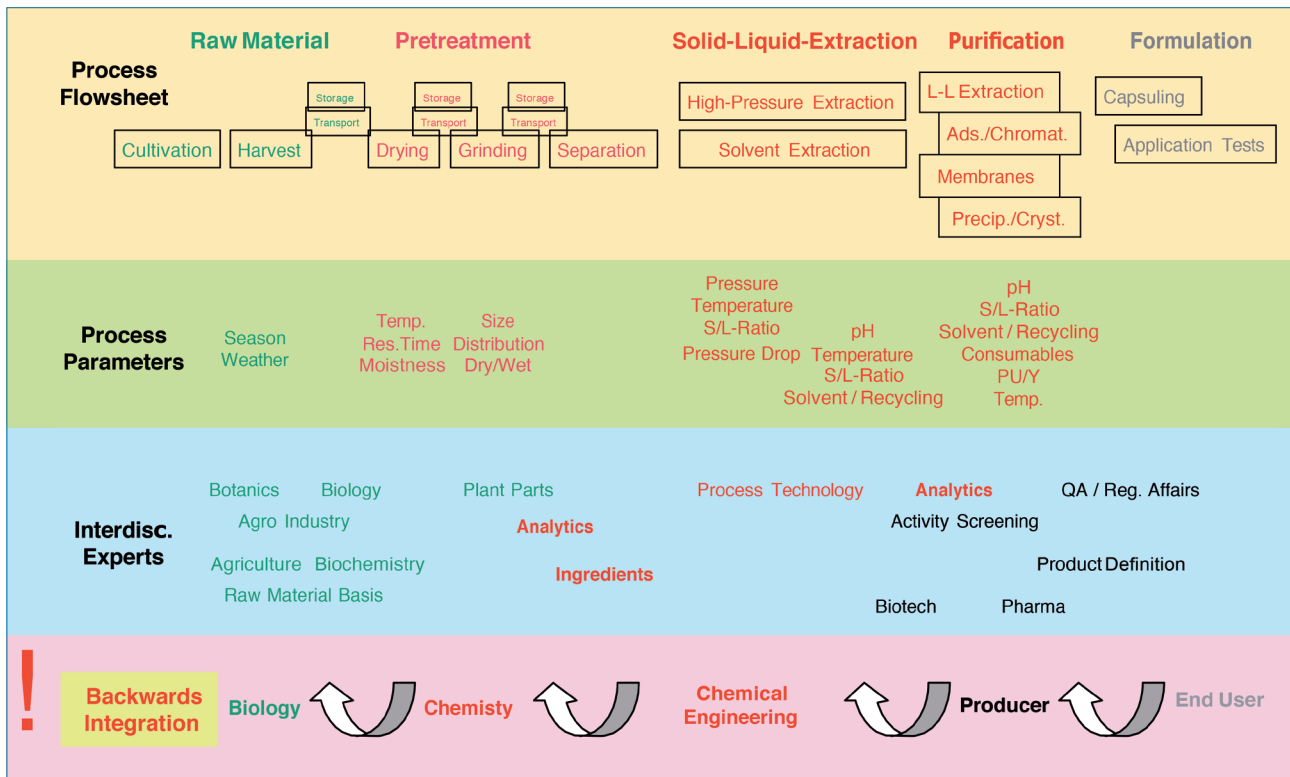 Raw Material
Pretreatment
Solid-Liquid-Extraction
Purification
Formulation
Process
Flowsheet
Storage
Transport
Storage
Transport
Storage
Transport
Cultivation
Harvest
Drying
Grinding
Separation
High-Pressure Extraction
Solvent Extraction
L-L Extraction
Ads./Chromat.
Membranes
Precip./Cryst.
Capsuling
Application Tests
Process
Parameters
Season
Weather
Temp.
Res.Time
Moistness
Size
Distribution
Dry/Wet
Pressure
Temperature
S/L-Ratio
Pressure Drop
pH
Temperature
S/L-Ratio
Solvent / Recycling
pH
S/L-Ratio
Solvent / Recycling
Consumables
PU/Y
Temp.
Interdisc.
Experts
Botanics
Biology
Plant Parts
Agro Industry
Analytics
Agriculture
Biochemistry
Ingredients
Raw Material Basis
Process Technology
Analytics
QA / Reg. Affairs
Activity Screening
Product Definition
Biotech
Pharma
!
Backwards
Integration
Biology
Chemisty
Chemical
Engineering
Producer
End User